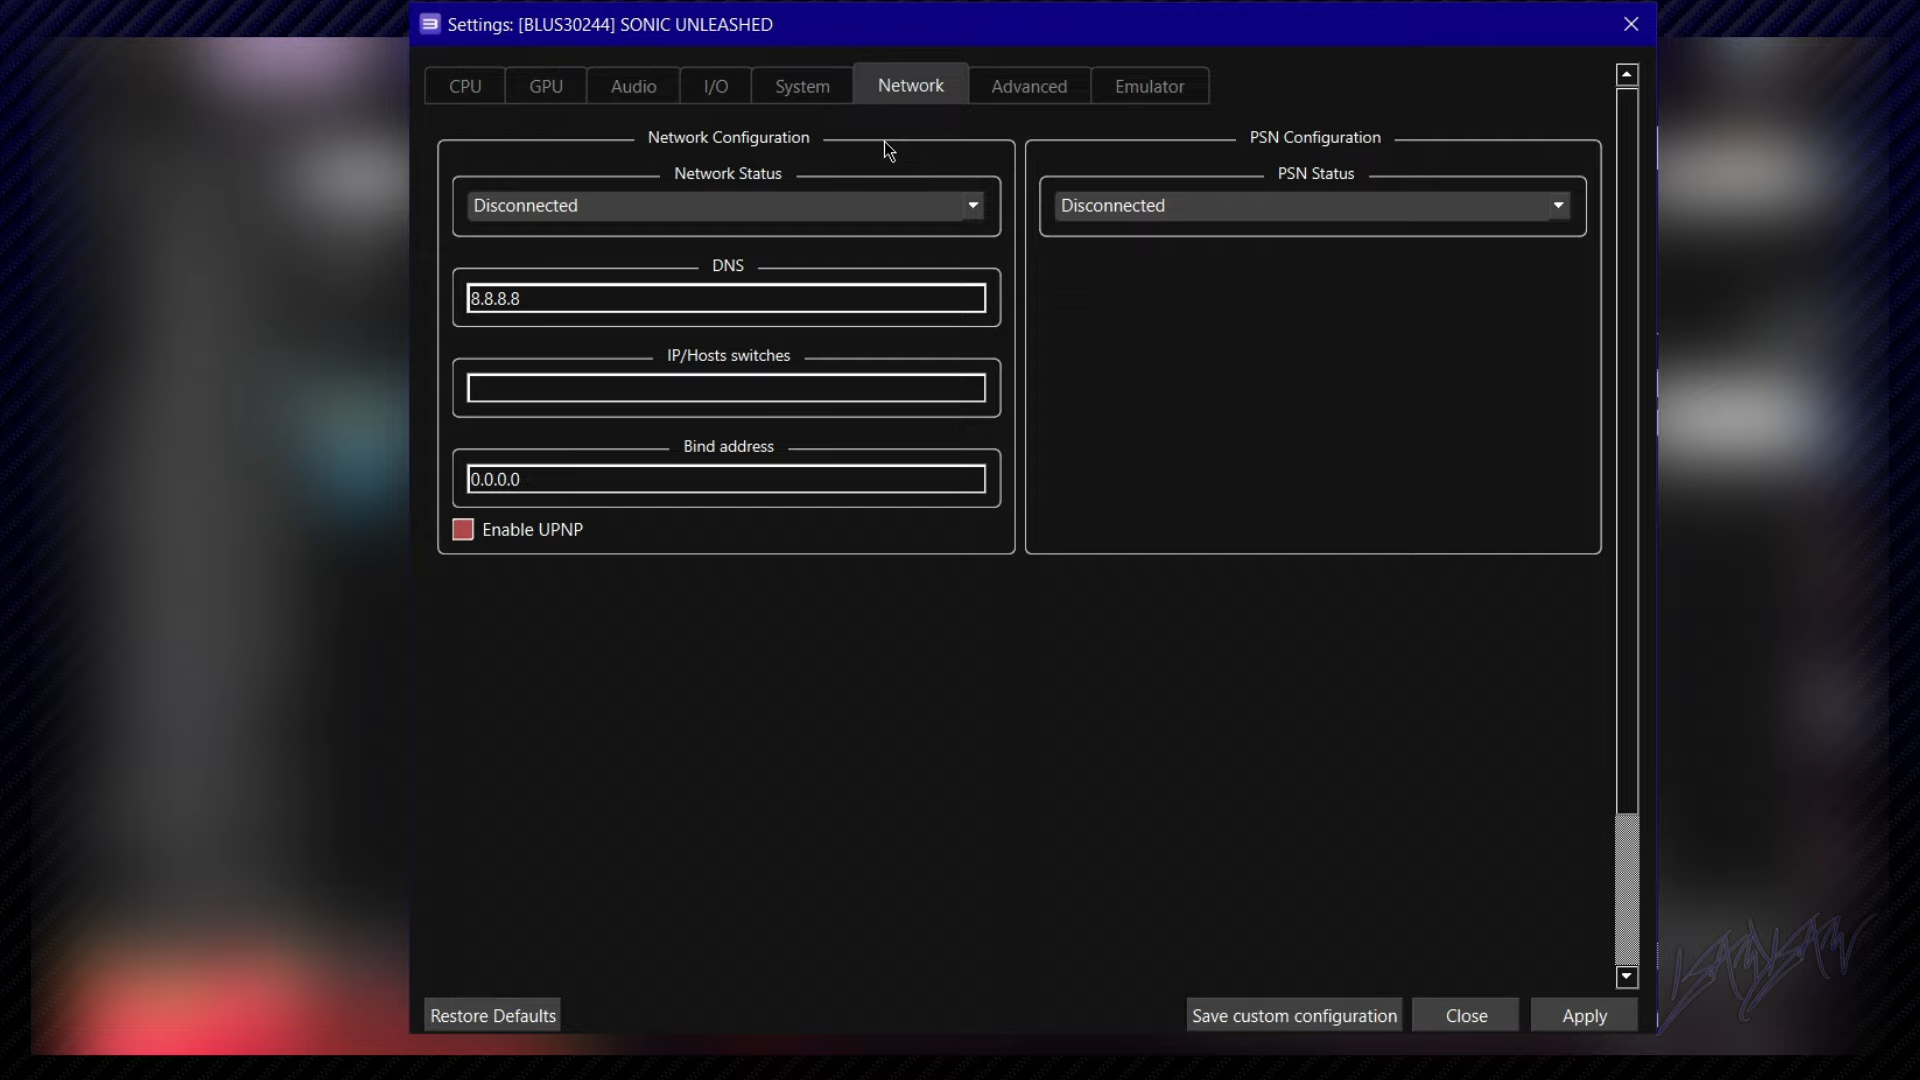 Settings: [BLUS30244] SONIC UNLEASHED
CPU GPU Audio I/O System Network Advanced Emulator
Network Configuration
Network Status
Disconnected
DNS
8.8.8.8
IP/Hosts switches
Bind address
0.0.0.0
Enable UPNP
PSN Configuration
PSN Status
Disconnected
Restore Defaults Save custom configuration Close Apply